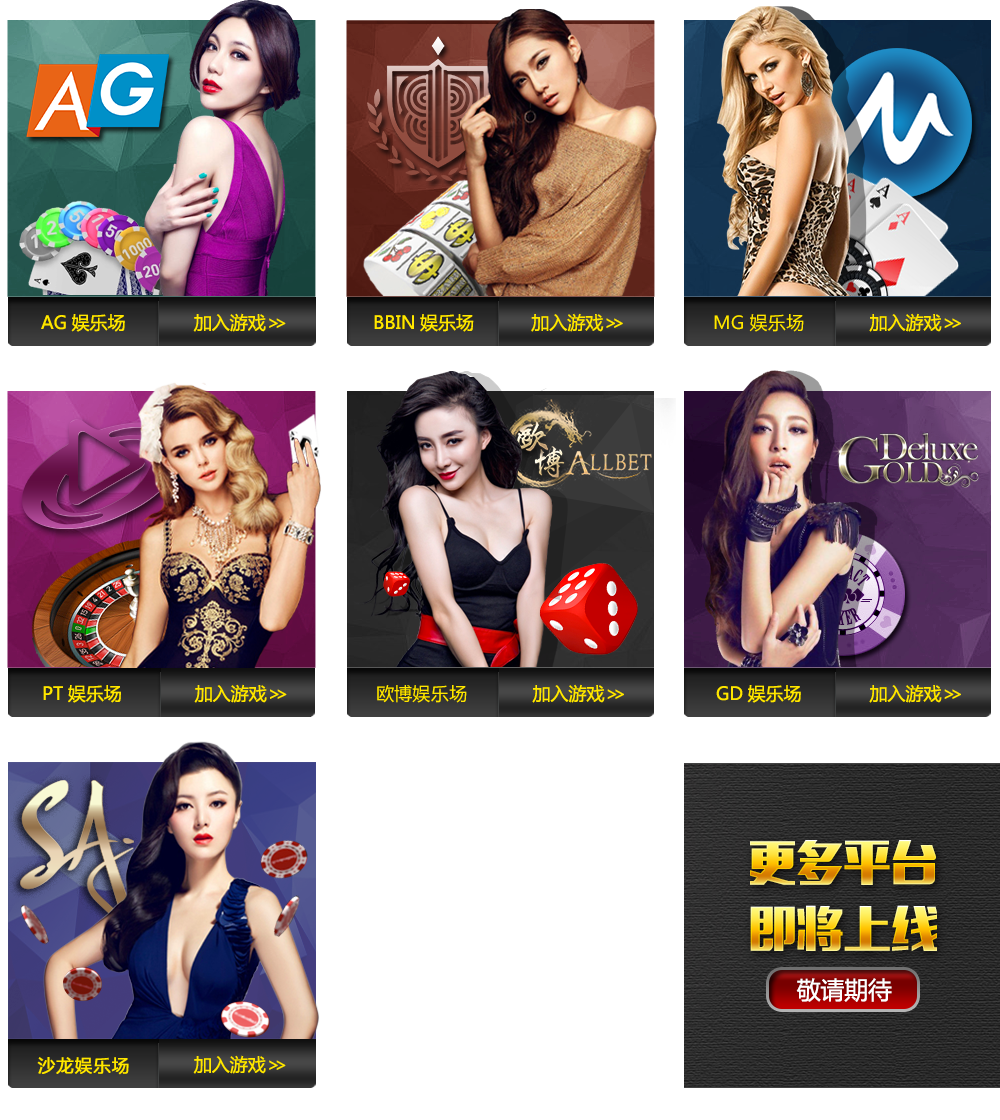 AG
AG 娱乐场
加入游戏>>
BBIN 娱乐场
加入游戏>>
MG 娱乐场
加入游戏>>
PT 娱乐场
加入游戏>>
歐博 ALLBET
欧博娱乐场
加入游戏>>
GOLD Deluxe
GD 娱乐场
加入游戏>>
SA
沙龙娱乐场
加入游戏>>
更多平台
即将上线
敬请期待